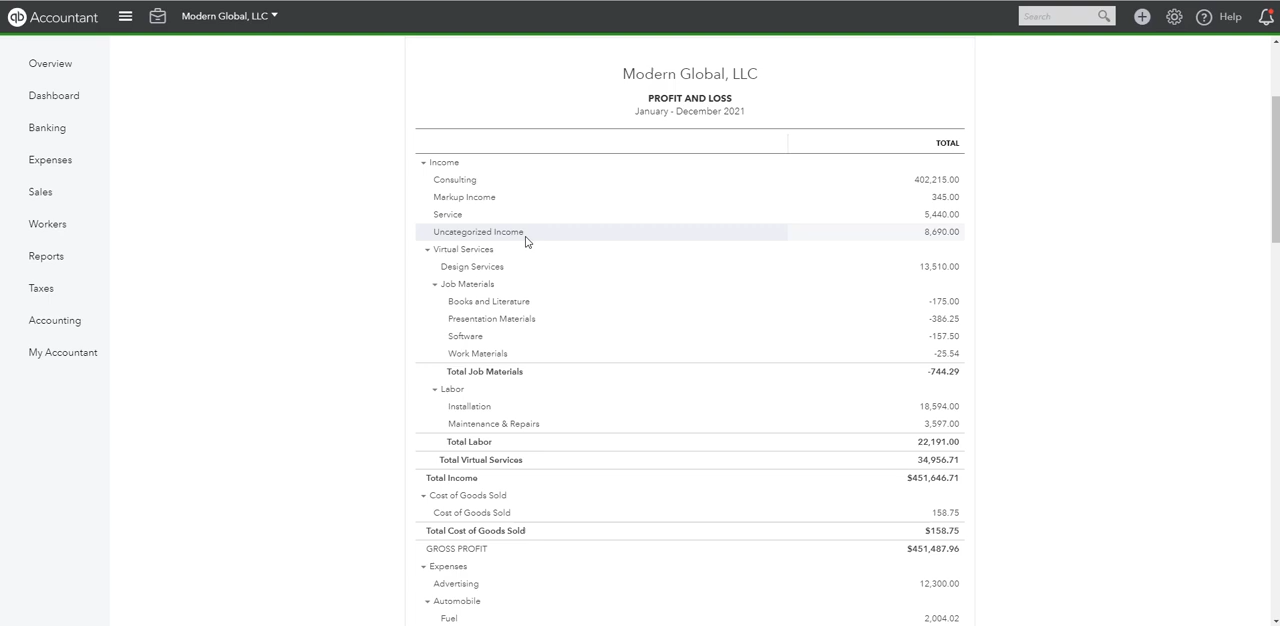 qb Accountant
Modern Global, LLC
Search
Help
Overview
Dashboard
Banking
Expenses
Sales
Workers
Reports
Taxes
Accounting
My Accountant
Modern Global, LLC
PROFIT AND LOSS
January - December 2021
TOTAL
Income
Consulting 402,215.00
Markup Income 345.00
Service 5,440.00
Uncategorized Income 8,690.00
Virtual Services
Design Services 13,510.00
Job Materials
Books and Literature -175.00
Presentation Materials -386.25
Software -157.50
Work Materials -25.54
Total Job Materials -744.29
Labor
Installation 18,594.00
Maintenance & Repairs 3,597.00
Total Labor 22,191.00
Total Virtual Services 34,956.71
Total Income $451,646.71
Cost of Goods Sold
Cost of Goods Sold 158.75
Total Cost of Goods Sold $158.75
GROSS PROFIT $451,487.96
Expenses
Advertising 12,300.00
Automobile
Fuel 2,004.02